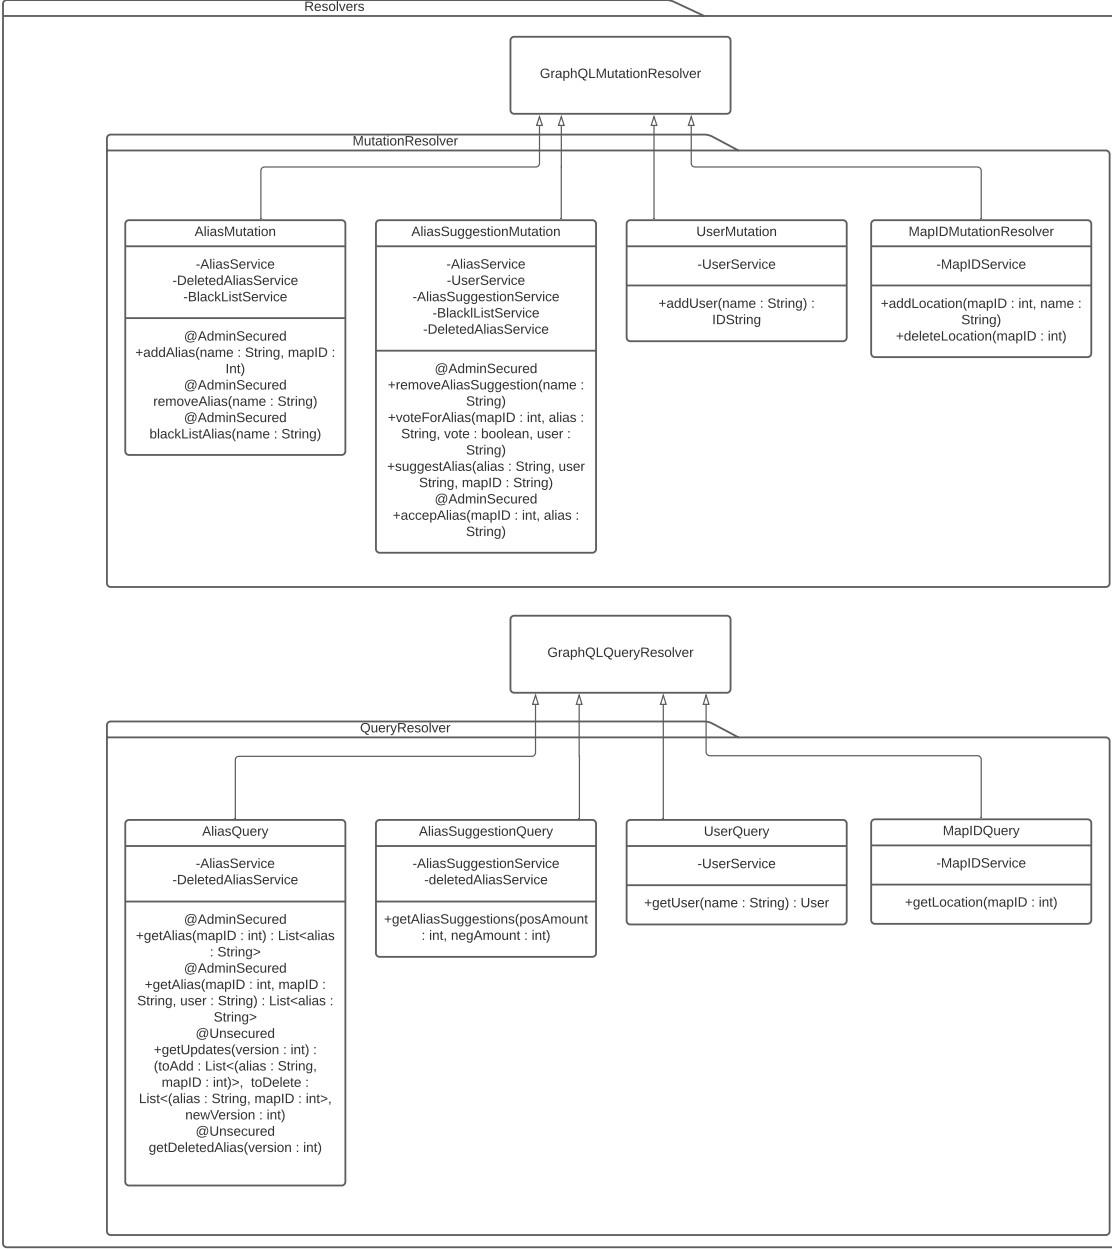 Resolvers
GraphQLMutationResolver
MutationResolver
AliasMutation
-AliasService
-DeletedAliasService
-BlackListService
@AdminSecured
+addAlias(name : String, mapID :
Int)
@AdminSecured
removeAlias(name : String)
@AdminSecured
blackListAlias(name : String)
AliasSuggestionMutation
-AliasService
-UserService
-AliasSuggestionService
-BlacklListService
-DeletedAliasService
@AdminSecured
+removeAliasSuggestion(name :
String)
+voteForAlias(mapID : int, alias :
String, vote : boolean, user :
String)
+suggestAlias(alias : String, user
String, mapID : String)
@AdminSecured
+accepAlias(mapID : int, alias :
String)
UserMutation
-UserService
+addUser(name : String) :
IDString
MapIDMutationResolver
-MapIDService
+addLocation(mapID : int, name :
String)
+deleteLocation(mapID : int)
GraphQLQueryResolver
QueryResolver
AliasQuery
-AliasService
-DeletedAliasService
@AdminSecured
+getAlias(mapID : int) : List<alias
: String>
@AdminSecured
+getAlias(mapID : int, mapID :
String, user : String) : List<alias :
String>
@Unsecured
+getUpdates(version : int) :
(toAdd : List<(alias : String,
mapID : int)>,  toDelete :
List<(alias : String, mapID : int>,
newVersion : int)
@Unsecured
getDeletedAlias(version : int)
AliasSuggestionQuery
-AliasSuggestionService
-deletedAliasService
+getAliasSuggestions(posAmount
: int, negAmount : int)
UserQuery
-UserService
+getUser(name : String) : User
MapIDQuery
-MapIDService
+getLocation(mapID : int)